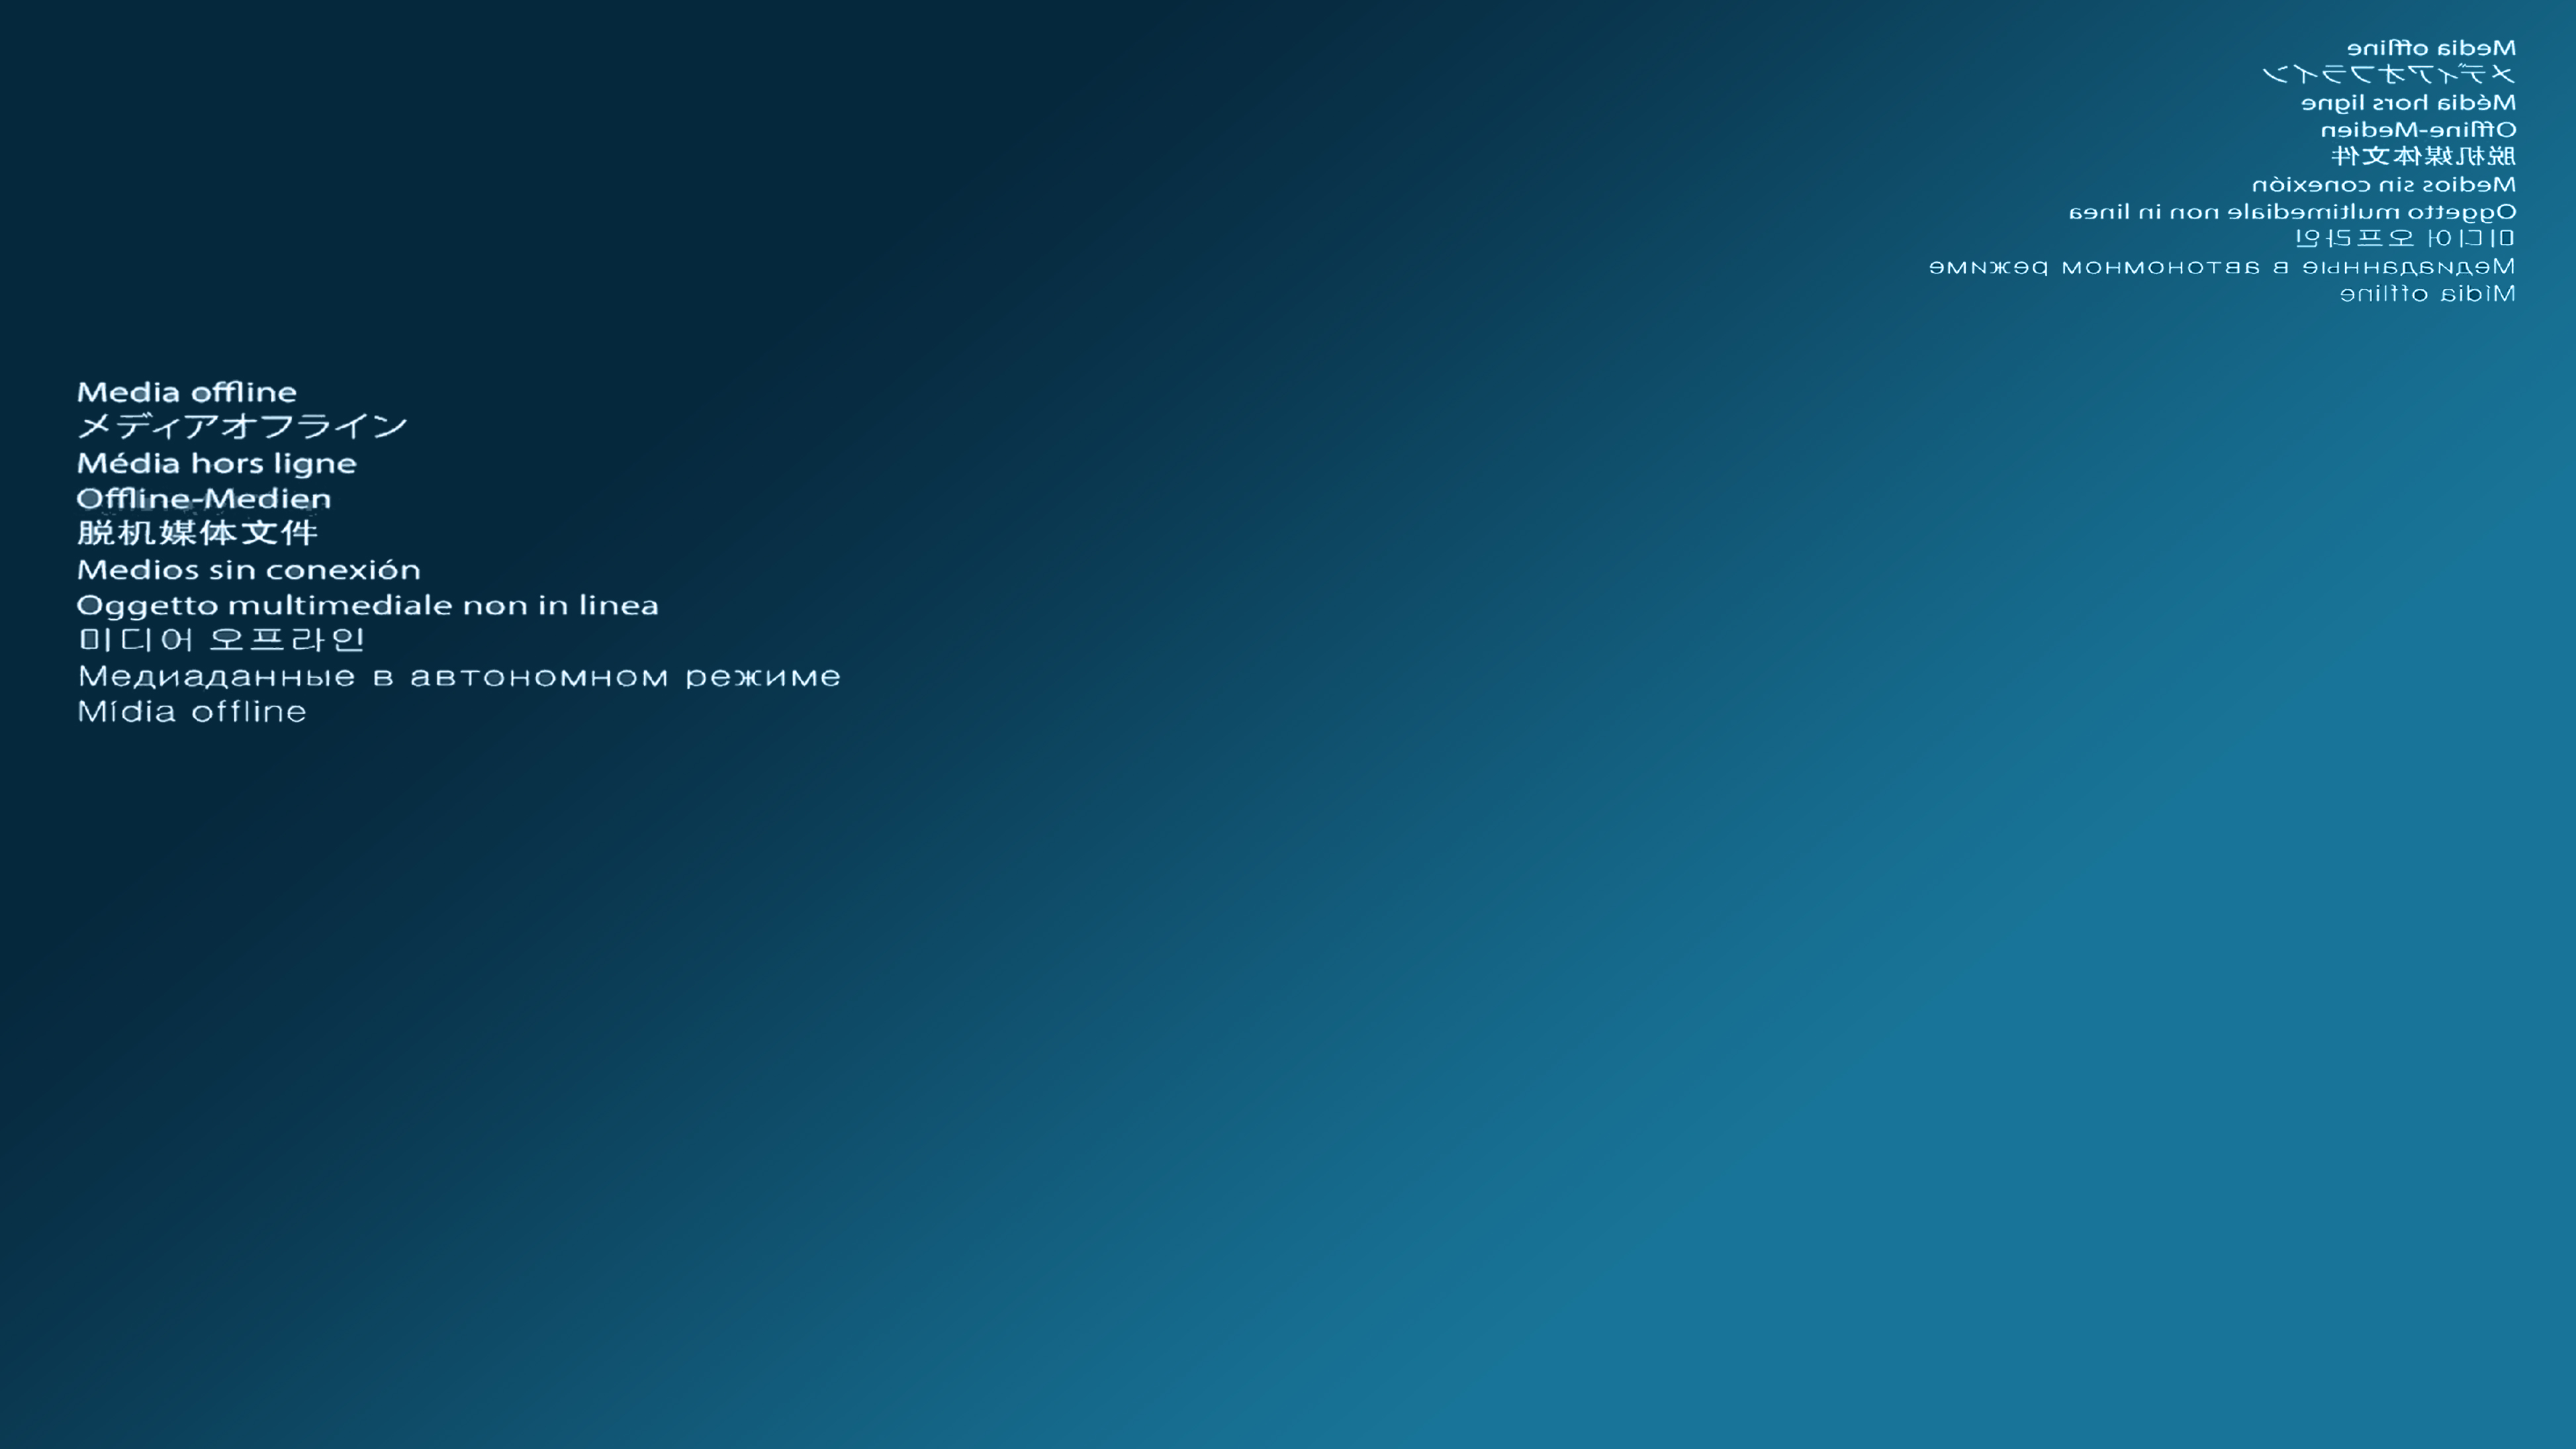 Media offline
メディアオフライン
Média hors ligne
Offline-Medien
脱机媒体文件
Medios sin conexión
Oggetto multimediale non in linea
미디어 오프라인
Медиаданные в автономном режиме
Mídia offline
Media offline
メディアオフライン
Média hors ligne
Offline-Medien
脱机媒体文件
Medios sin conexión
Oggetto multimediale non in linea
미디어 오프라인
Медиаданные в автономном режиме
Mídia offline